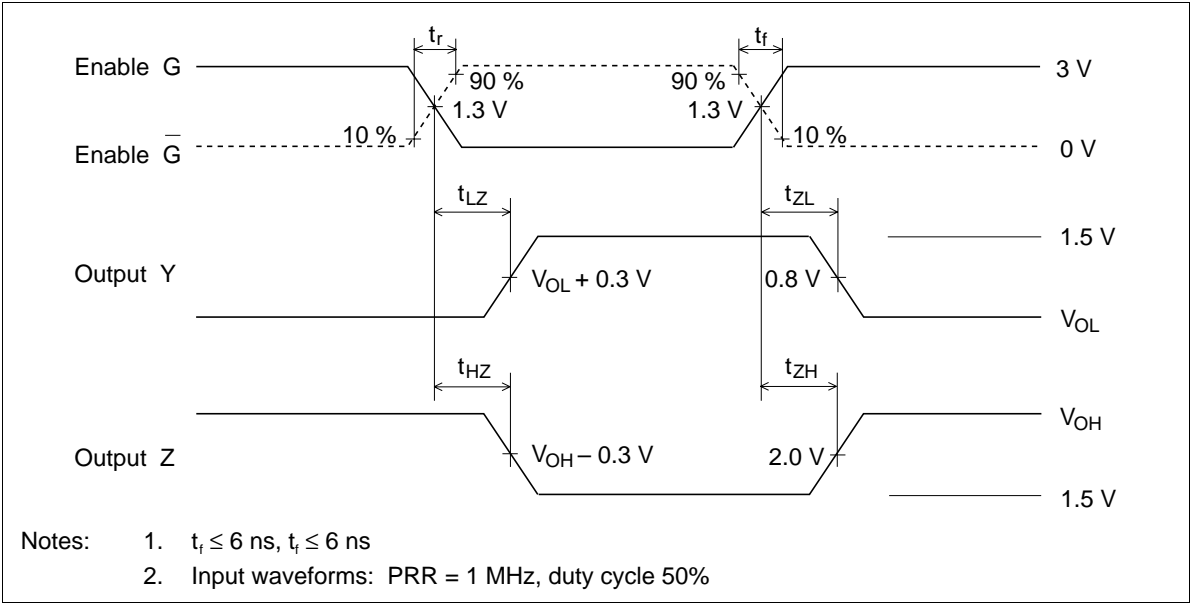 tr
tf
Enable G
90 %
90 %
3 V
1.3 V
1.3 V
10 %
10 %
Enable G̅
0 V
tLZ
tZL
1.5 V
Output Y
VOL + 0.3 V
0.8 V
VOL
tHZ
tZH
VOH
Output Z
VOH – 0.3 V
2.0 V
1.5 V
Notes: 1. tf ≤ 6 ns, tf ≤ 6 ns
2. Input waveforms: PRR = 1 MHz, duty cycle 50%